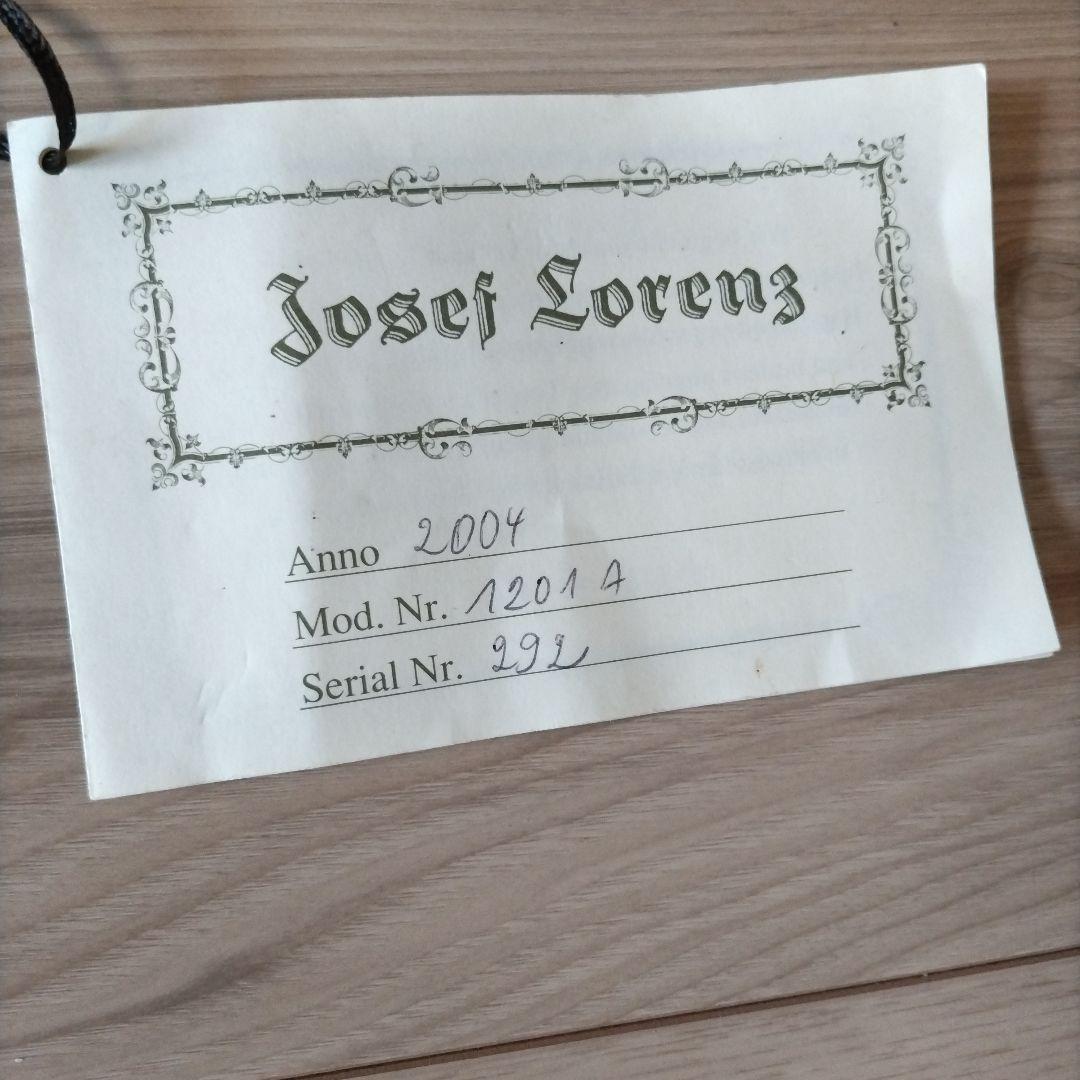 Josef Lorenz
Anno 2004
Mod. Nr. 1201 A
Serial Nr. 292